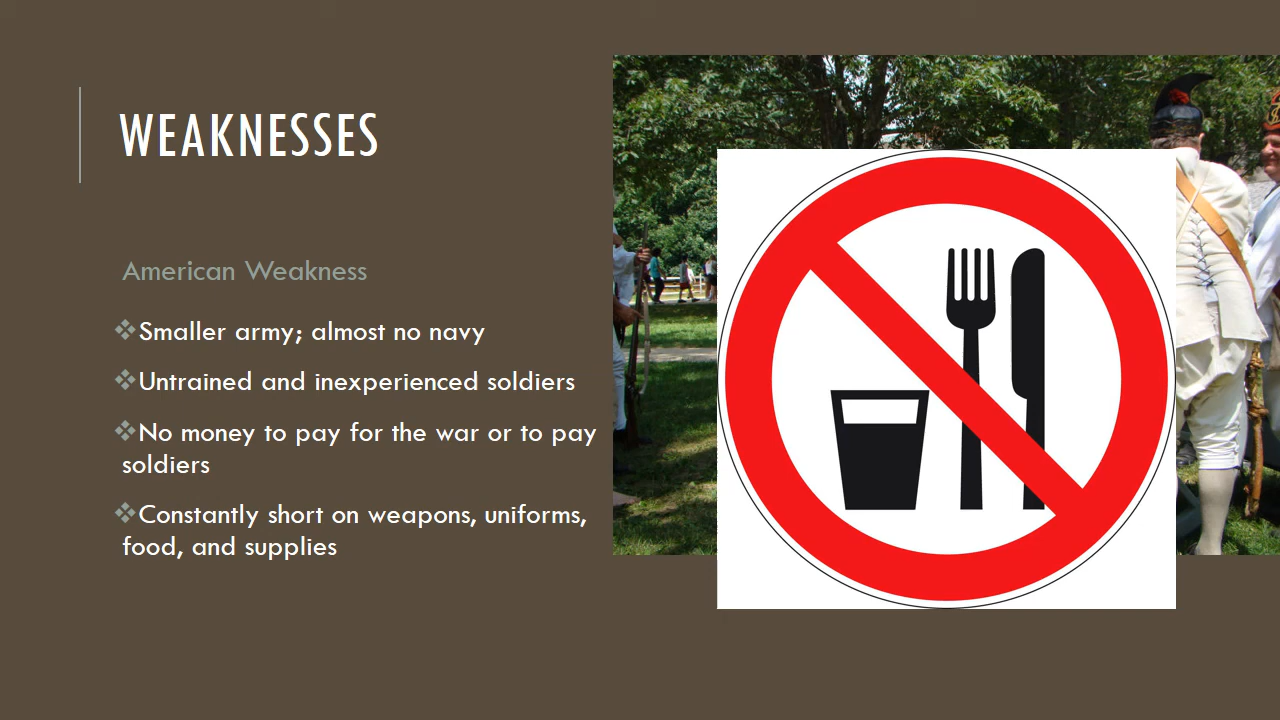 WEAKNESSES
American Weakness
❖Smaller army; almost no navy
❖Untrained and inexperienced soldiers
❖No money to pay for the war or to pay
soldiers
❖Constantly short on weapons, uniforms,
food, and supplies